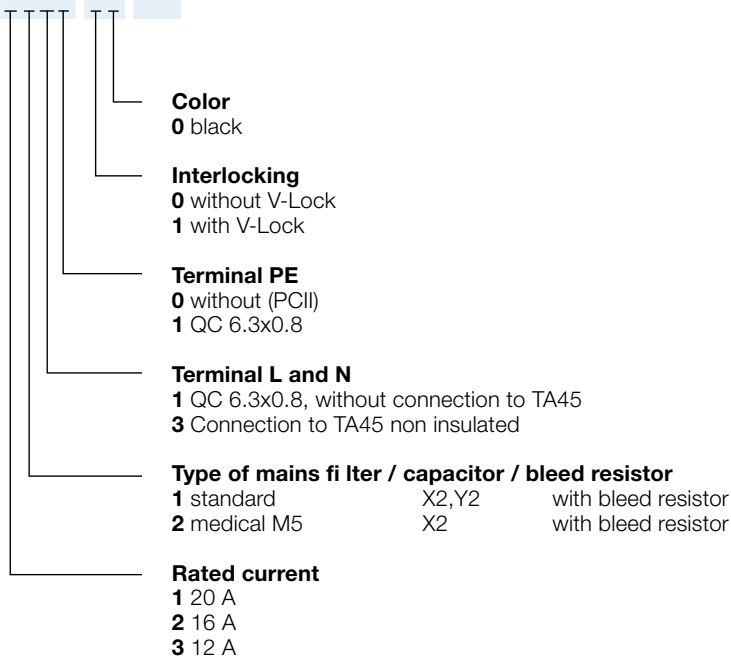 Color
0 black
Interlocking
0 without V-Lock
1 with V-Lock
Terminal PE
0 without (PCII)
1 QC 6.3x0.8
Terminal L and N
1 QC 6.3x0.8, without connection to TA45
3 Connection to TA45 non insulated
Type of mains fi lter / capacitor / bleed resistor
1 standard X2,Y2 with bleed resistor
2 medical M5 X2 with bleed resistor
Rated current
1 20 A
2 16 A
3 12 A